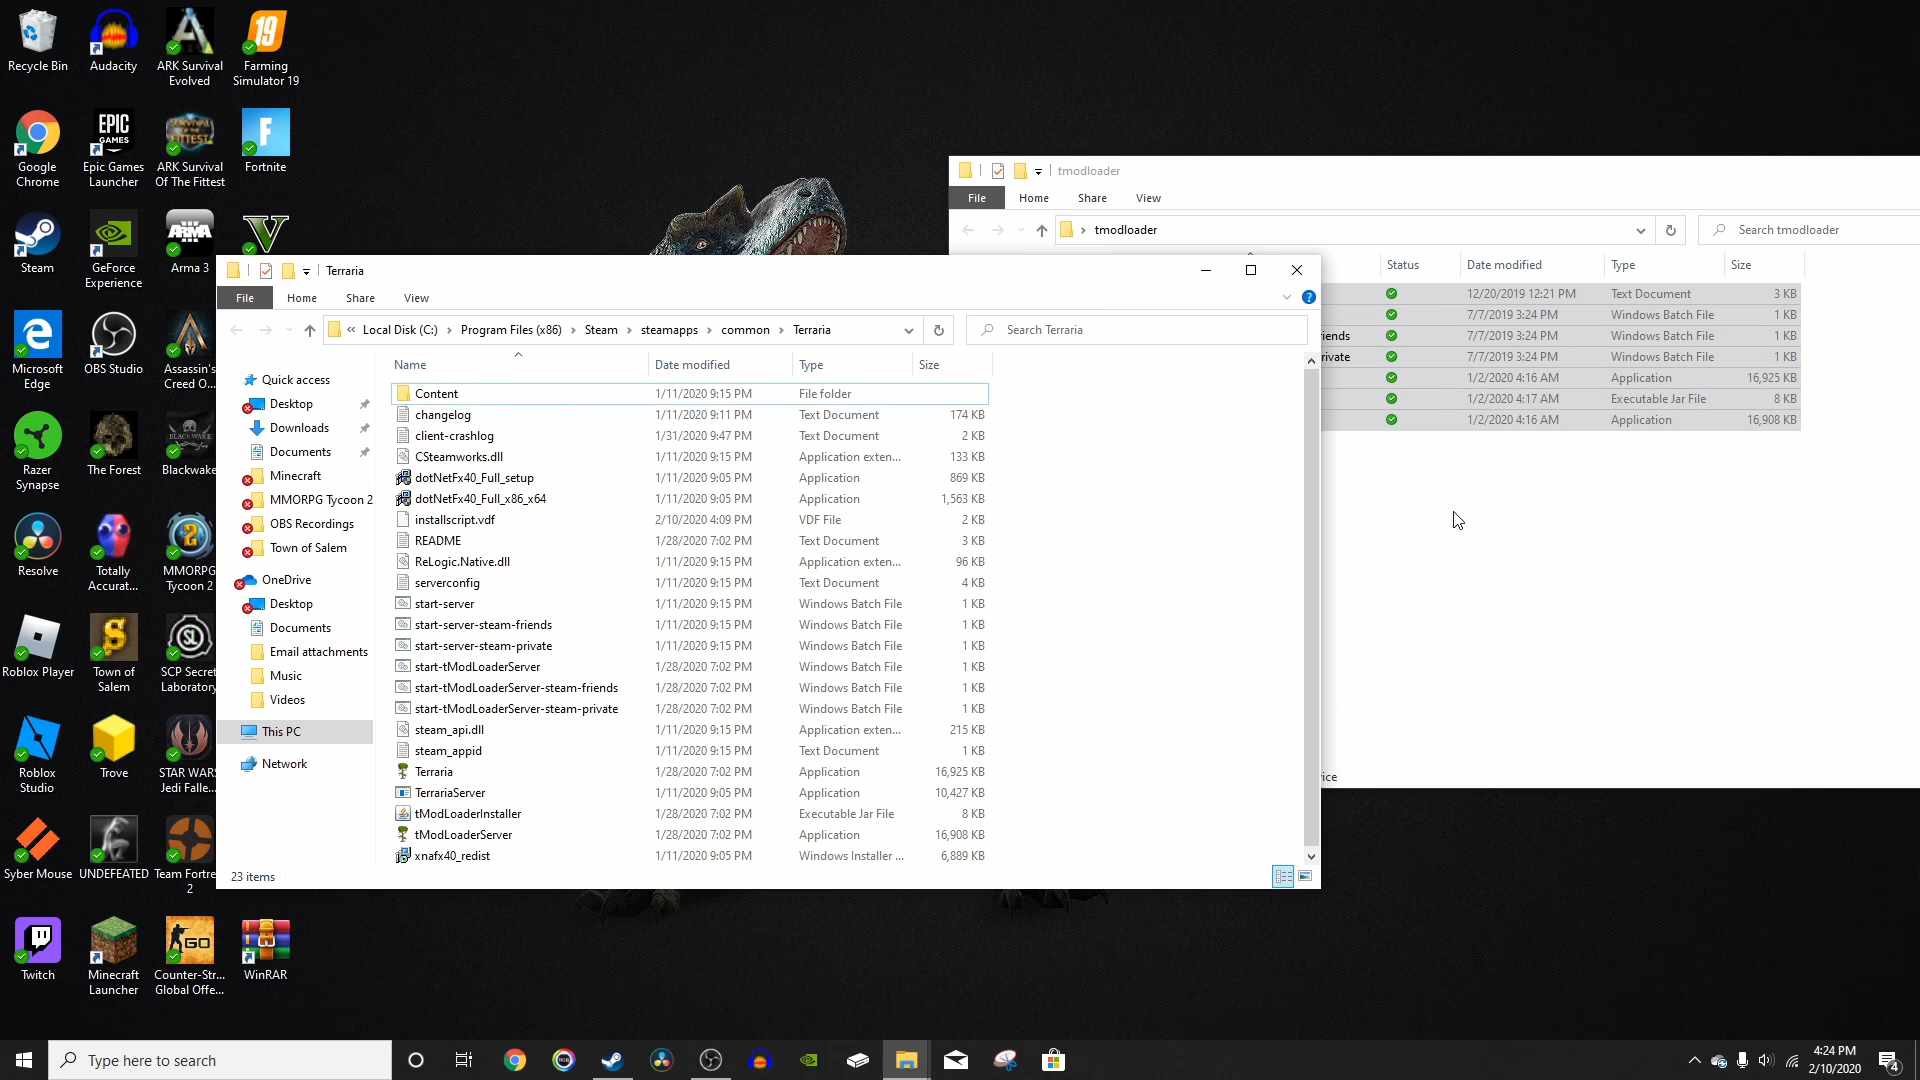 Recycle Bin
Audacity
ARK Survival
Evolved
19
Farming
Simulator 19
Google
Chrome
EPIC
GAMES
Epic Games
Launcher
ARK Survival
Of The Fittest
F
Fortnite
Steam
GeForce
Experience
ARMA
Arma 3
V
Microsoft
Edge
OBS Studio
Assassin's
Creed O...
Razer
Synapse
The Forest
BLACKWAKE
Blackwake
Resolve
Totally
Accurat...
2
MMORPG
Tycoon 2
Roblox Player
S
Town of
Salem
SL
SCP Secret
Laboratory
Roblox
Studio
Trove
STAR WARS
Jedi Falle...
Syber Mouse
UNDEFEATED
Team Fortre
2
Twitch
Minecraft
Launcher
GO
Counter-Str...
Global Offe...
WinRAR
tmodloader
File
Home
Share
View
tmodloader
Search tmodloader
Status
Date modified
Type
Size
12/20/2019 12:21 PM Text Document 3 KB
7/7/2019 3:24 PM Windows Batch File 1 KB
iends 7/7/2019 3:24 PM Windows Batch File 1 KB
rivate 7/7/2019 3:24 PM Windows Batch File 1 KB
1/2/2020 4:16 AM Application 16,925 KB
1/2/2020 4:17 AM Executable Jar File 8 KB
1/2/2020 4:16 AM Application 16,908 KB
ice
Terraria
File
Home
Share
View
« Local Disk (C:) › Program Files (x86) › Steam › steamapps › common › Terraria
Search Terraria
Quick access
Desktop
Downloads
Documents
Minecraft
MMORPG Tycoon 2
OBS Recordings
Town of Salem
OneDrive
Desktop
Documents
Email attachments
Music
Videos
This PC
Network
Name Date modified Type Size
Content 1/11/2020 9:15 PM File folder
changelog 1/11/2020 9:11 PM Text Document 174 KB
client-crashlog 1/31/2020 9:47 PM Text Document 2 KB
CSteamworks.dll 1/11/2020 9:15 PM Application exten... 133 KB
dotNetFx40_Full_setup 1/11/2020 9:05 PM Application 869 KB
dotNetFx40_Full_x86_x64 1/11/2020 9:05 PM Application 1,563 KB
installscript.vdf 2/10/2020 4:09 PM VDF File 2 KB
README 1/28/2020 7:02 PM Text Document 3 KB
ReLogic.Native.dll 1/11/2020 9:15 PM Application exten... 96 KB
serverconfig 1/11/2020 9:15 PM Text Document 4 KB
start-server 1/11/2020 9:15 PM Windows Batch File 1 KB
start-server-steam-friends 1/11/2020 9:15 PM Windows Batch File 1 KB
start-server-steam-private 1/11/2020 9:15 PM Windows Batch File 1 KB
start-tModLoaderServer 1/28/2020 7:02 PM Windows Batch File 1 KB
start-tModLoaderServer-steam-friends 1/28/2020 7:02 PM Windows Batch File 1 KB
start-tModLoaderServer-steam-private 1/28/2020 7:02 PM Windows Batch File 1 KB
steam_api.dll 1/11/2020 9:15 PM Application exten... 215 KB
steam_appid 1/11/2020 9:15 PM Text Document 1 KB
Terraria 1/28/2020 7:02 PM Application 16,925 KB
TerrariaServer 1/11/2020 9:05 PM Application 10,427 KB
tModLoaderInstaller 1/28/2020 7:02 PM Executable Jar File 8 KB
tModLoaderServer 1/28/2020 7:02 PM Application 16,908 KB
xnafx40_redist 1/11/2020 9:05 PM Windows Installer ... 6,889 KB
23 items
Type here to search
4:24 PM
2/10/2020
4